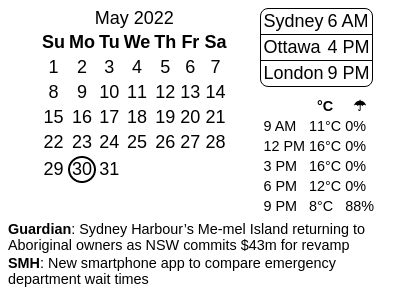 May 2022
Su Mo Tu We Th Fr Sa
1 2 3 4 5 6 7
8 9 10 11 12 13 14
15 16 17 18 19 20 21
22 23 24 25 26 27 28
29 30 31
Sydney 6 AM
Ottawa 4 PM
London 9 PM
°C ☂
9 AM 11°C 0%
12 PM 16°C 0%
3 PM 16°C 0%
6 PM 12°C 0%
9 PM 8°C 88%
Guardian: Sydney Harbour’s Me-mel Island returning to
Aboriginal owners as NSW commits $43m for revamp
SMH: New smartphone app to compare emergency
department wait times